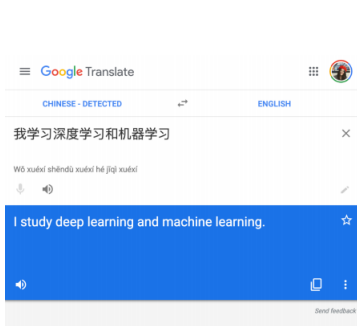 Google Translate
CHINESE - DETECTED
ENGLISH
我学习深度学习和机器学习
Wǒ xuéxí shēndù xuéxí hé jīqì xuéxí
I study deep learning and machine learning.
Send feedback